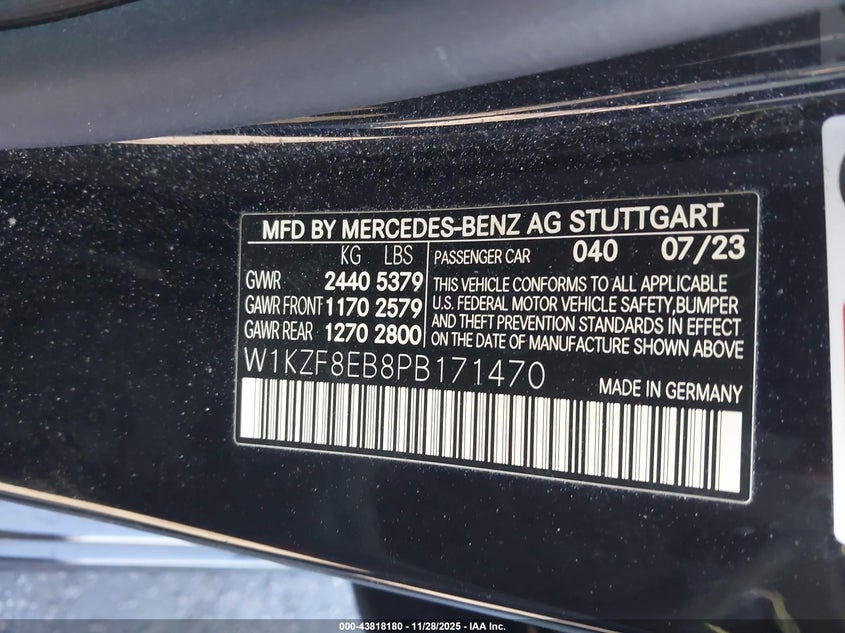 MFD BY MERCEDES-BENZ AG STUTTGART
KG LBS PASSENGER CAR 040 07/23
GVWR 2440 5379
GAWR FRONT 1170 2579
GAWR REAR 1270 2800
THIS VEHICLE CONFORMS TO ALL APPLICABLE
U.S. FEDERAL MOTOR VEHICLE SAFETY,BUMPER
AND THEFT PREVENTION STANDARDS IN EFFECT
ON THE DATE OF MANUFACTURE SHOWN ABOVE
W1KZF8EB8PB171470
MADE IN GERMANY
000-43818180 - 11/28/2025 - IAA Inc.